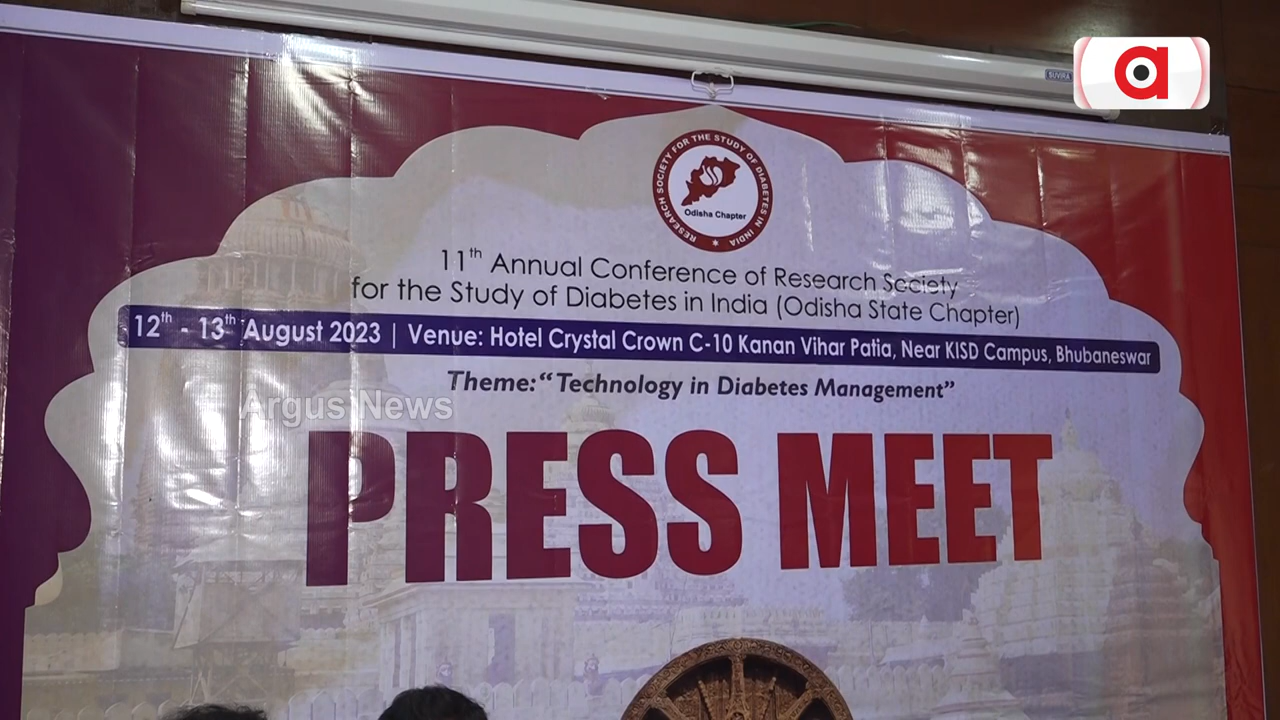 SUVIRA
a
RESEARCH SOCIETY FOR THE STUDY OF DIABETES IN INDIA
Odisha Chapter
11th Annual Conference of Research Society
for the Study of Diabetes in India (Odisha State Chapter)
12th - 13th August 2023 | Venue: Hotel Crystal Crown C-10 Kanan Vihar Patia, Near KISD Campus, Bhubaneswar
Theme: “Technology in Diabetes Management”
Argus News
PRESS MEET